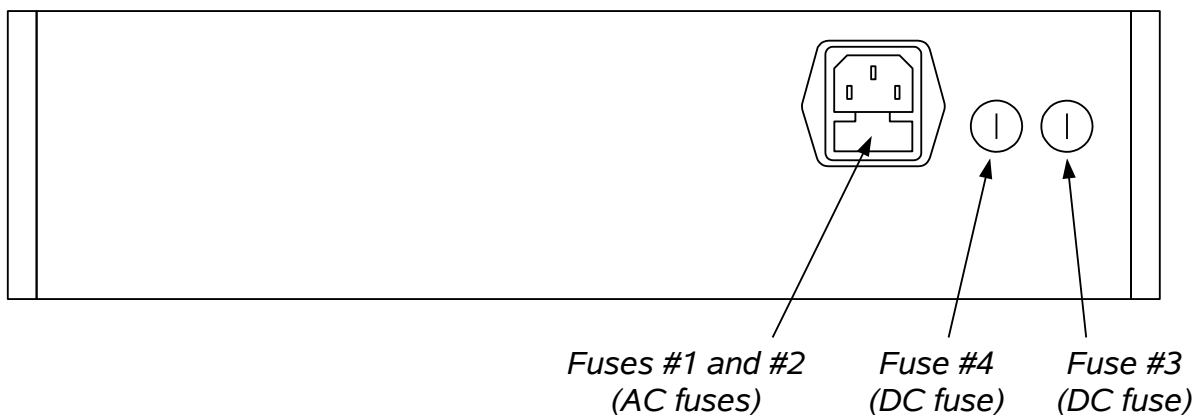 Fuses #1 and #2
(AC fuses)
Fuse #4
(DC fuse)
Fuse #3
(DC fuse)